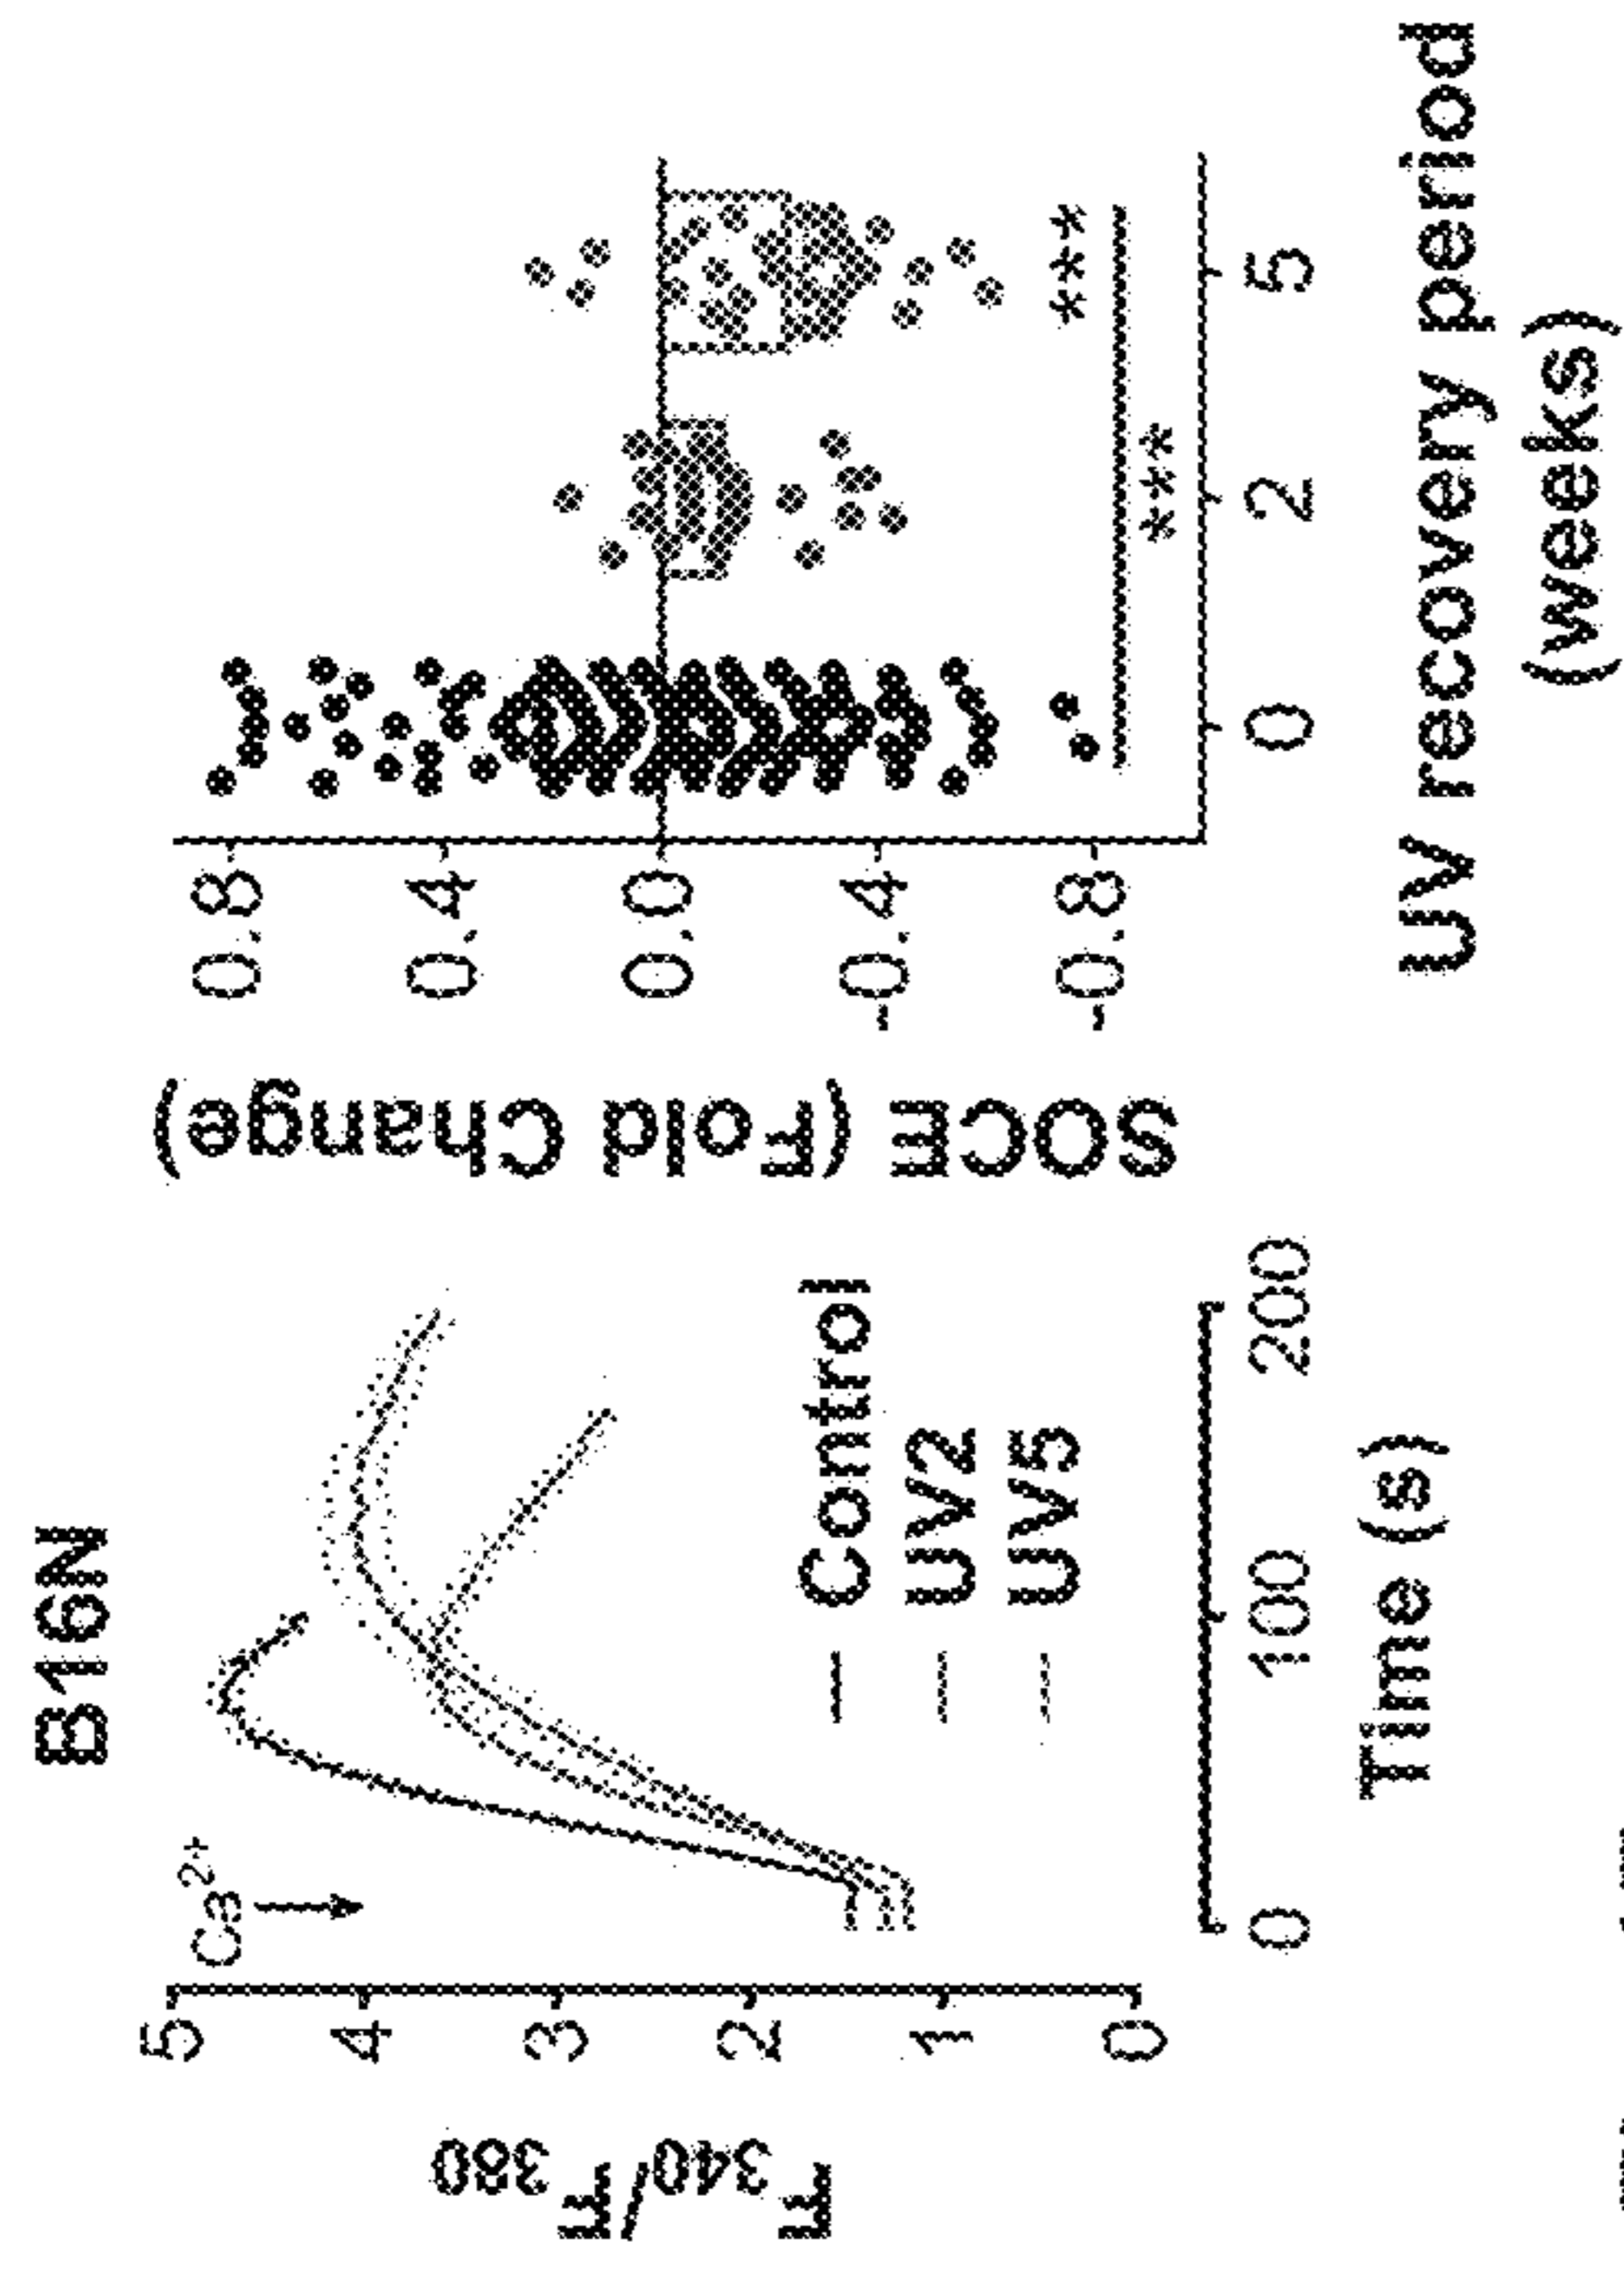 B16N
F340/F380
5
4
3
2
1
0
Ca2+
Control
UV2
UV5
0
100
200
Time (s)
SOCE (Fold Change)
0.8
0.4
0.0
-0.4
-0.8
***
***
0
2
5
UV recovery period
(weeks)